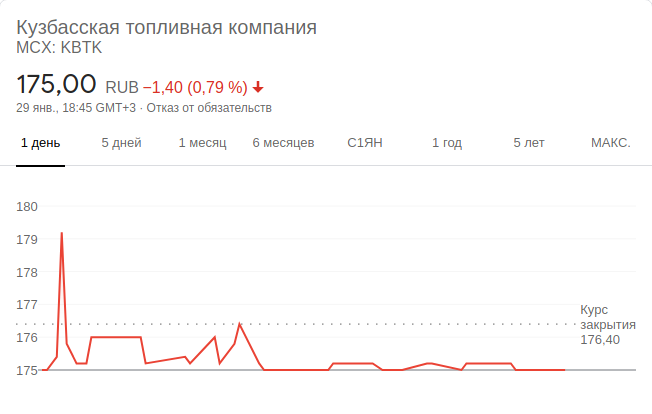 Кузбасская топливная компания
MCX: KBTK
175,00 RUB −1,40 (0,79 %)
29 янв., 18:45 GMT+3 · Отказ от обязательств
1 день 5 дней 1 месяц 6 месяцев С1ЯН 1 год 5 лет МАКС.
180
179
178
177
176
175
Курс
закрытия
176,40